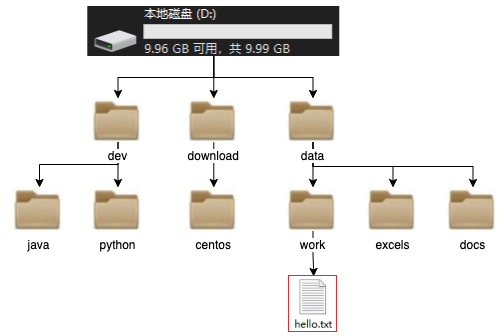 本地磁盘 (D:)
9.96 GB 可用，共 9.99 GB
dev
download
data
java
python
centos
work
excels
docs
hello.txt